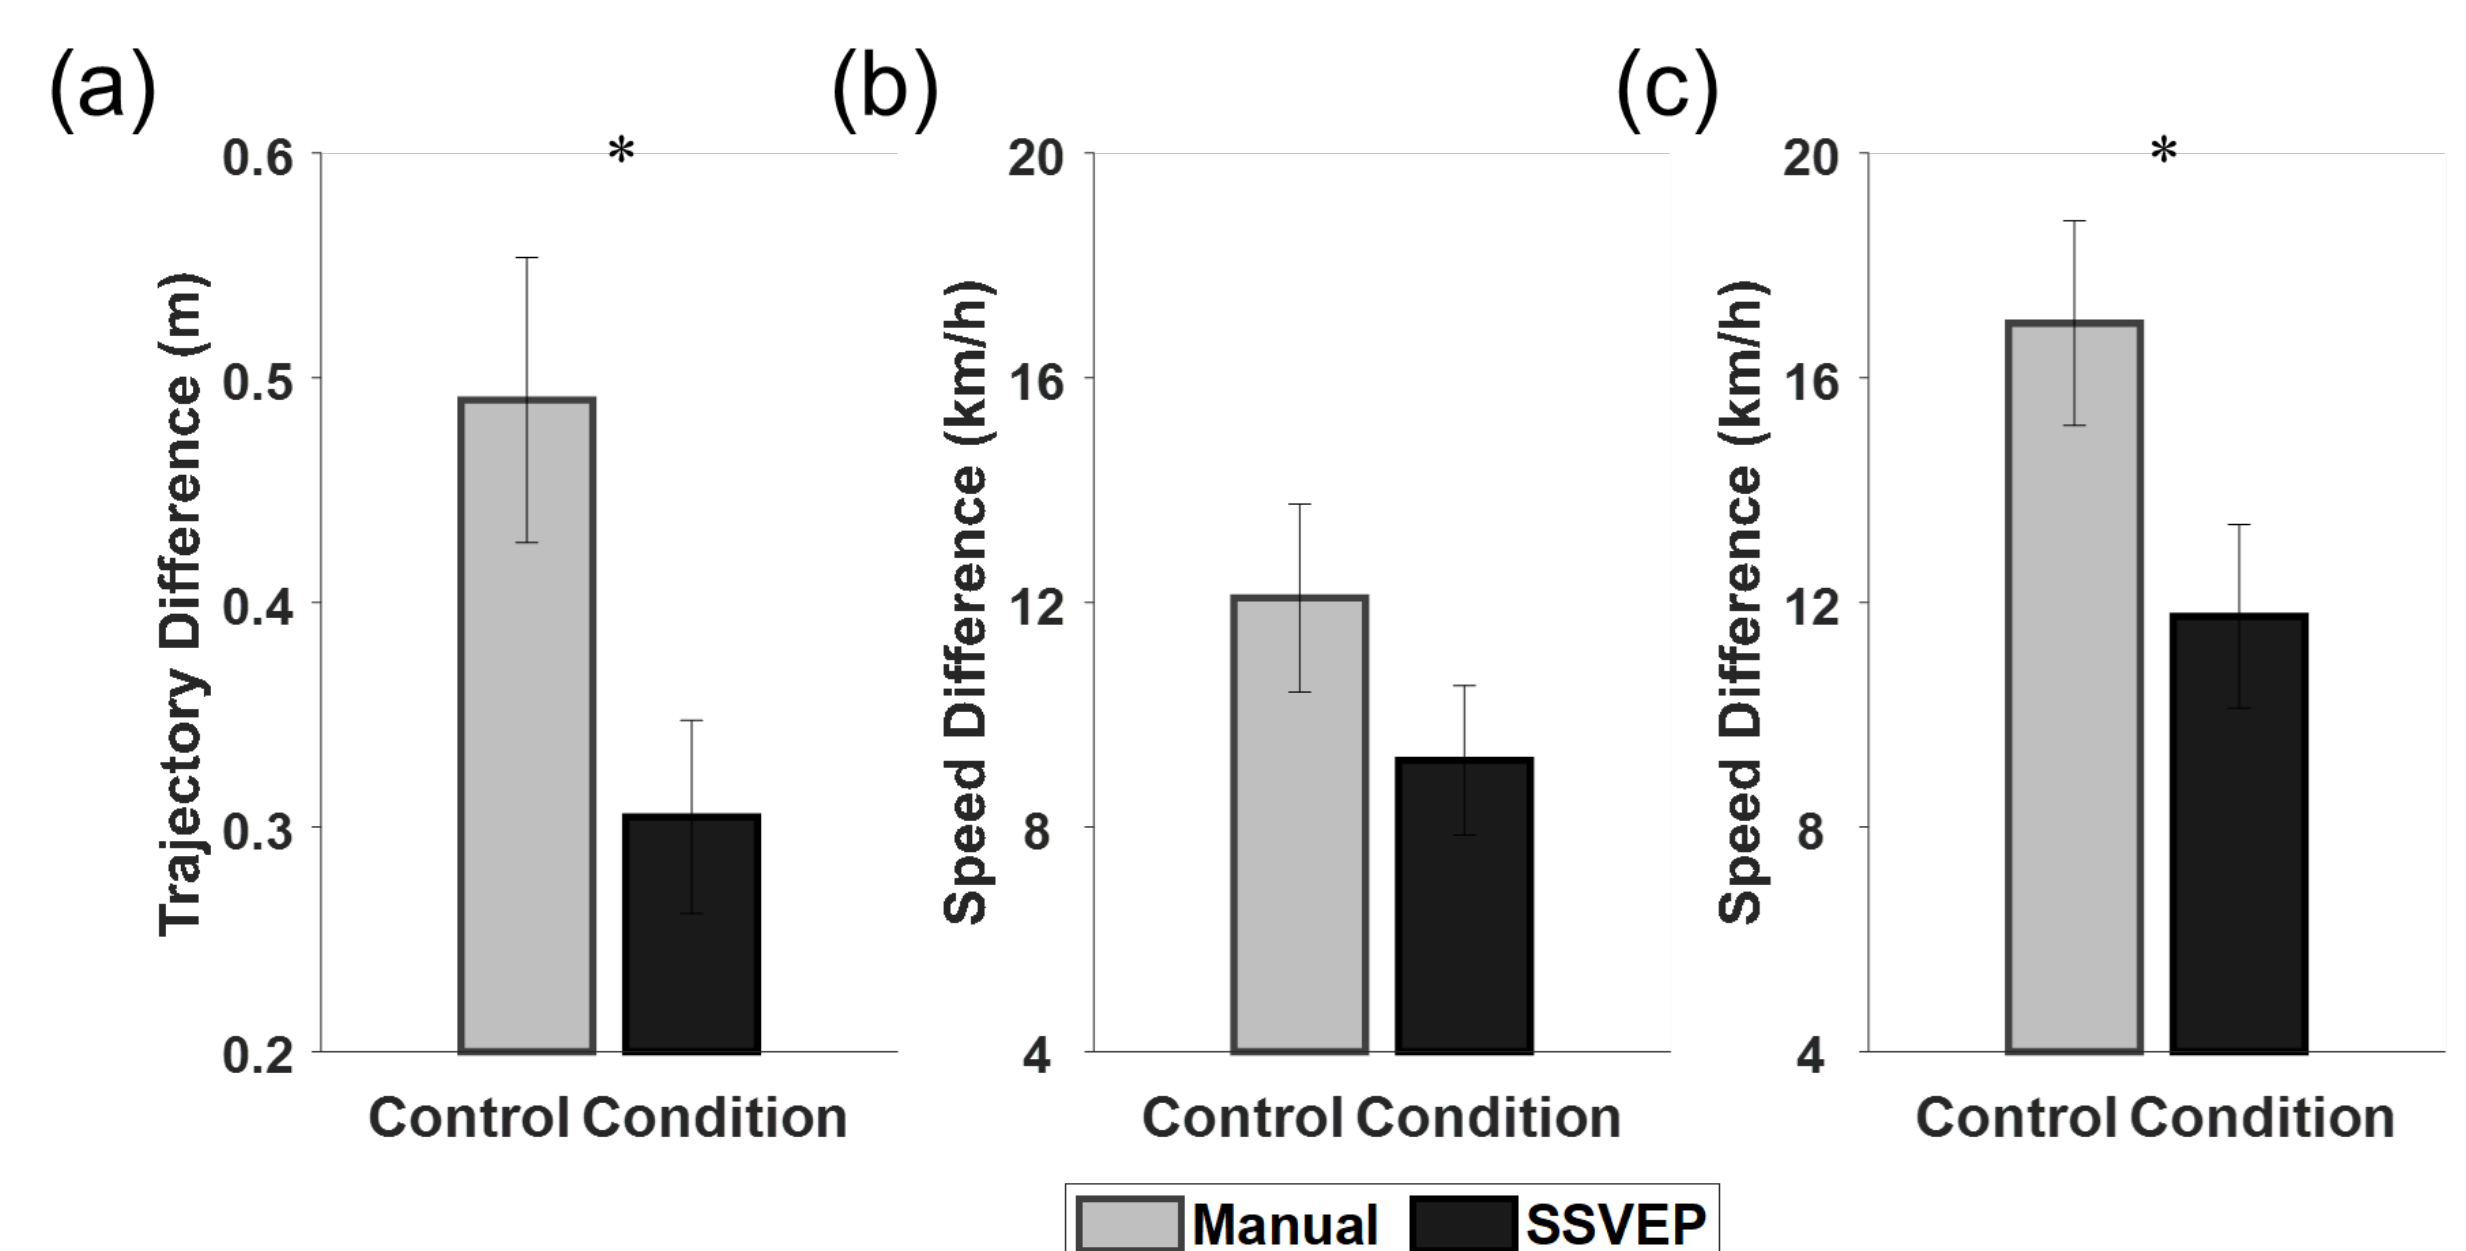 (a)
(b)
(c)
*
*
0.6
0.5
0.4
0.3
0.2
Trajectory Difference (m)
Control Condition
20
16
12
8
4
Speed Difference (km/h)
Control Condition
20
16
12
8
4
Speed Difference (km/h)
Control Condition
Manual SSVEP